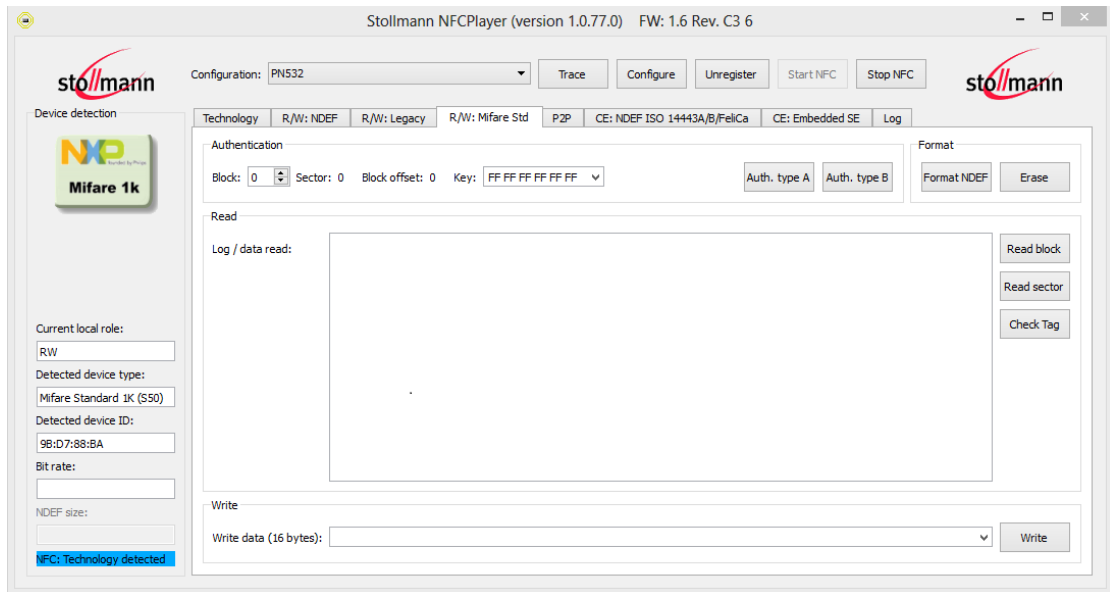 Stollmann NFCPlayer (version 1.0.77.0) FW: 1.6 Rev. C3 6
stollmann
Configuration: PN532 Trace Configure Unregister Start NFC Stop NFC
stollmann
Device detection
Technology R/W: NDEF R/W: Legacy R/W: Mifare Std P2P CE: NDEF ISO 14443A/B/FeliCa CE: Embedded SE Log
NXP
founded by Philips
Mifare 1k
Authentication
Block: 0 Sector: 0 Block offset: 0 Key: FF FF FF FF FF FF Auth. type A Auth. type B
Format
Format NDEF Erase
Read
Log / data read:
Read block
Read sector
Check Tag
Current local role:
RW
Detected device type:
Mifare Standard 1K (S50)
Detected device ID:
9B:D7:88:BA
Bit rate:
NDEF size:
NFC: Technology detected
Write
Write data (16 bytes): Write